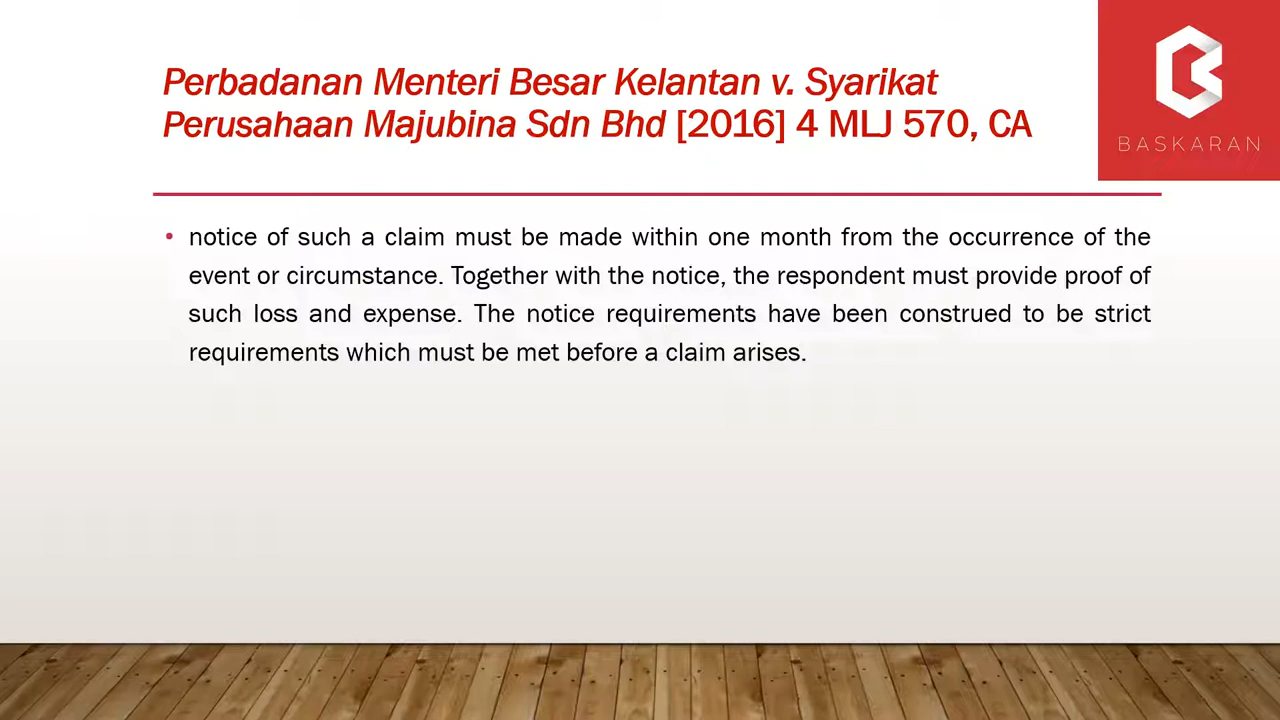 Perbadanan Menteri Besar Kelantan v. Syarikat
Perusahaan Majubina Sdn Bhd [2016] 4 MLJ 570, CA
BASKARAN
• notice of such a claim must be made within one month from the occurrence of the
event or circumstance. Together with the notice, the respondent must provide proof of
such loss and expense. The notice requirements have been construed to be strict
requirements which must be met before a claim arises.